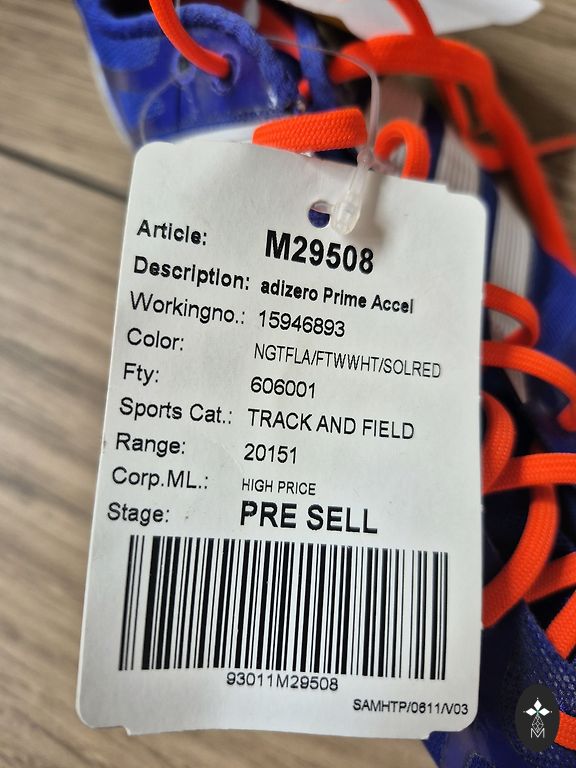 Article: M29508
Description: adizero Prime Accel
Workingno.: 15946893
Color: NGTFLA/FTWWHT/SOLRED
Fty: 606001
Sports Cat.: TRACK AND FIELD
Range: 20151
Corp.ML.: HIGH PRICE
Stage: PRE SELL
93011M29508
SAMHTP/0611/V03
M